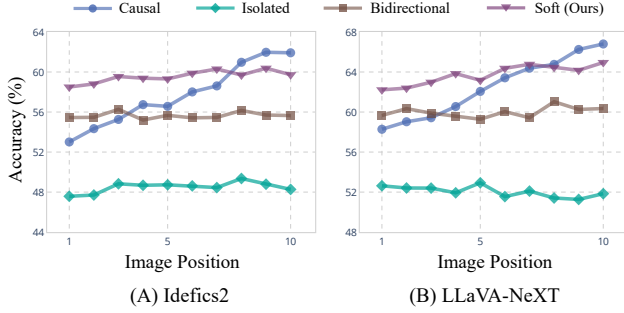 Causal Isolated Bidirectional Soft (Ours)
Accuracy (%)
64
60
56
52
48
44
1 5 10
Image Position
(A) Idefics2
68
64
60
56
52
48
1 5 10
Image Position
(B) LLaVA-NeXT